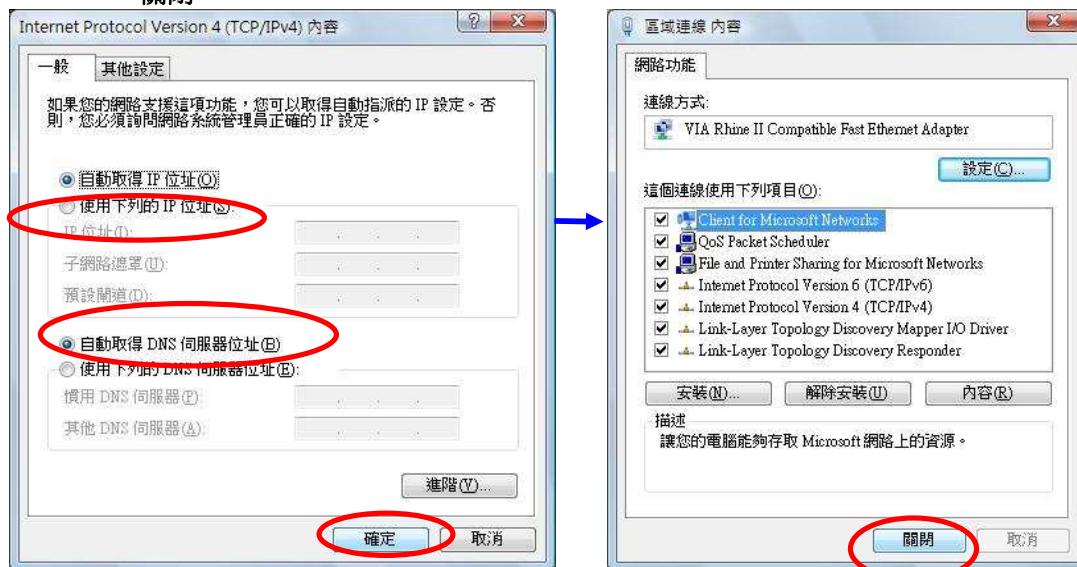 關閉
Internet Protocol Version 4 (TCP/IPv4) 內容
一般
其他設定
如果您的網路支援這項功能，您可以取得自動指派的 IP 設定。否
則，您必須詢問網路系統管理員正確的 IP 設定。
自動取得 IP 位址(O)
使用下列的 IP 位址(S):
IP 位址(I):
子網路遮罩(U):
預設閘道(D):
自動取得 DNS 伺服器位址(B)
使用下列的 DNS 伺服器位址(E):
慣用 DNS 伺服器(P):
其他 DNS 伺服器(A):
進階(V)...
確定
取消
區域連線 內容
網路功能
連線方式:
VIA Rhine II Compatible Fast Ethernet Adapter
設定(C)...
這個連線使用下列項目(O):
Client for Microsoft Networks
QoS Packet Scheduler
File and Printer Sharing for Microsoft Networks
Internet Protocol Version 6 (TCP/IPv6)
Internet Protocol Version 4 (TCP/IPv4)
Link-Layer Topology Discovery Mapper I/O Driver
Link-Layer Topology Discovery Responder
安裝(N)...
解除安裝(U)
內容(R)
描述
讓您的電腦能夠存取 Microsoft 網路上的資源。
關閉
取消